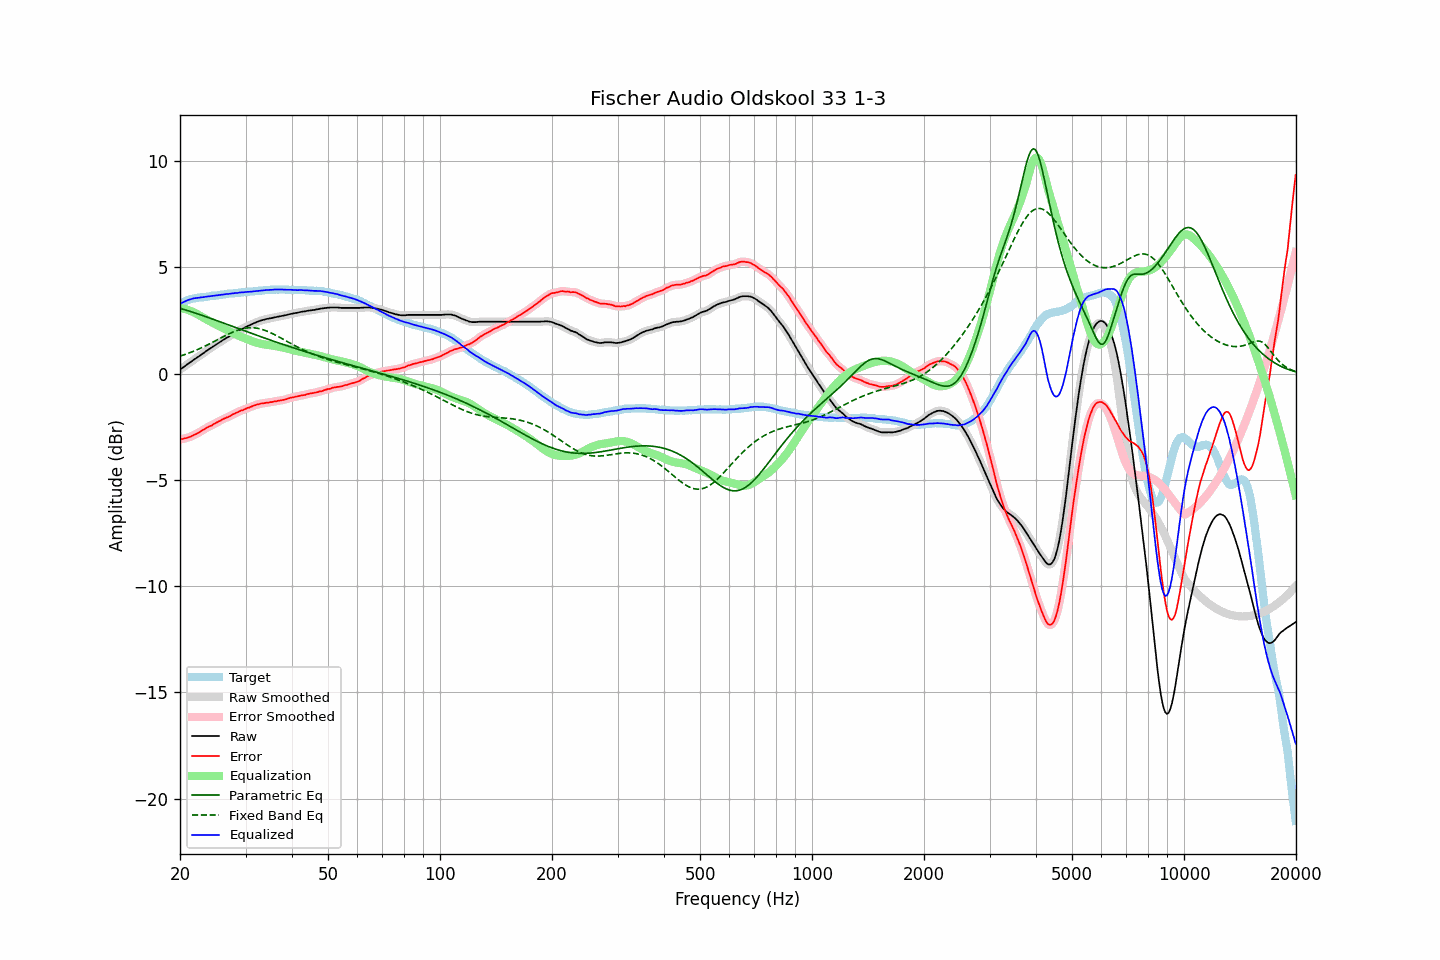 Fischer Audio Oldskool 33 1-3
Amplitude (dBr)
10
5
0
−5
−10
−15
−20
Target
Raw Smoothed
Error Smoothed
Raw
Error
Equalization
Parametric Eq
Fixed Band Eq
Equalized
20 50 100 200 500 1000 2000 5000 10000 20000
Frequency (Hz)